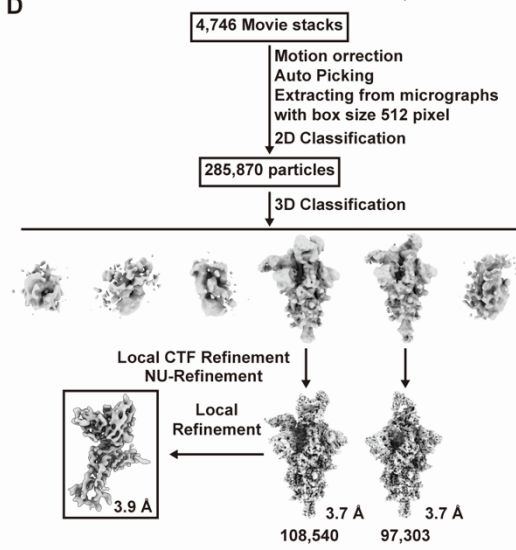 D
4,746 Movie stacks
Motion orrection
Auto Picking
Extracting from micrographs
with box size 512 pixel
2D Classification
285,870 particles
3D Classification
Local CTF Refinement
NU-Refinement
Local
Refinement
3.9 Å
3.7 Å
3.7 Å
108,540
97,303